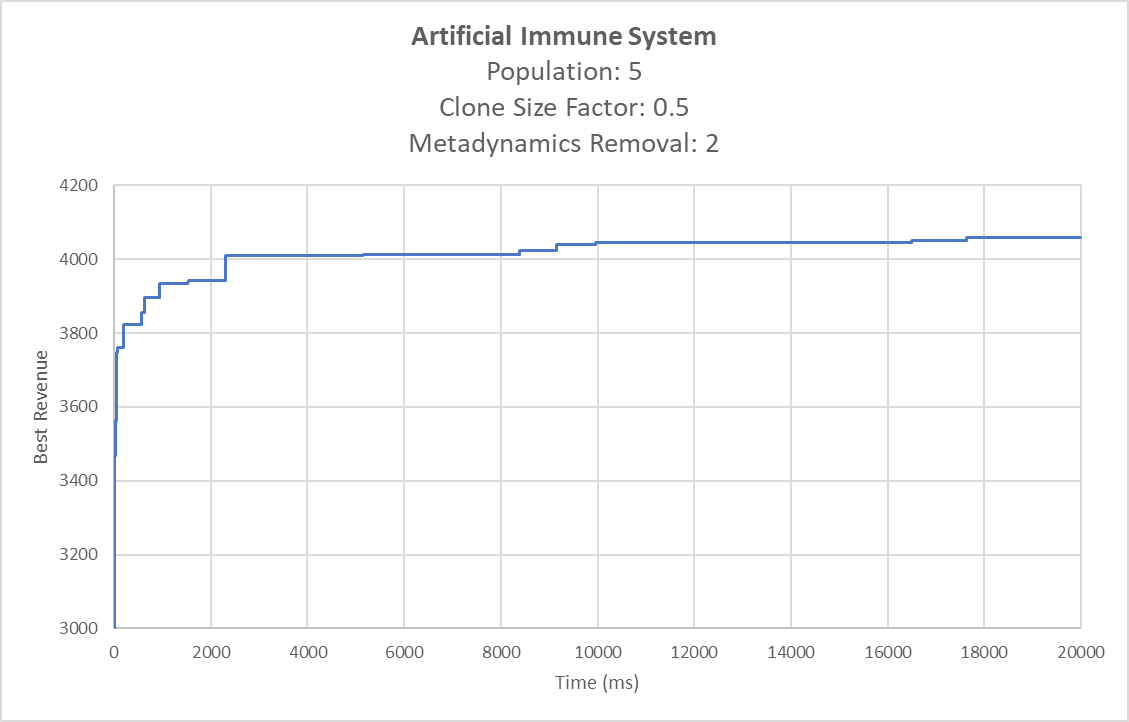 Artificial Immune System
Population: 5
Clone Size Factor: 0.5
Metadynamics Removal: 2
4200
4000
3800
3600
3400
3200
3000
Best Revenue
0 2000 4000 6000 8000 10000 12000 14000 16000 18000 20000
Time (ms)